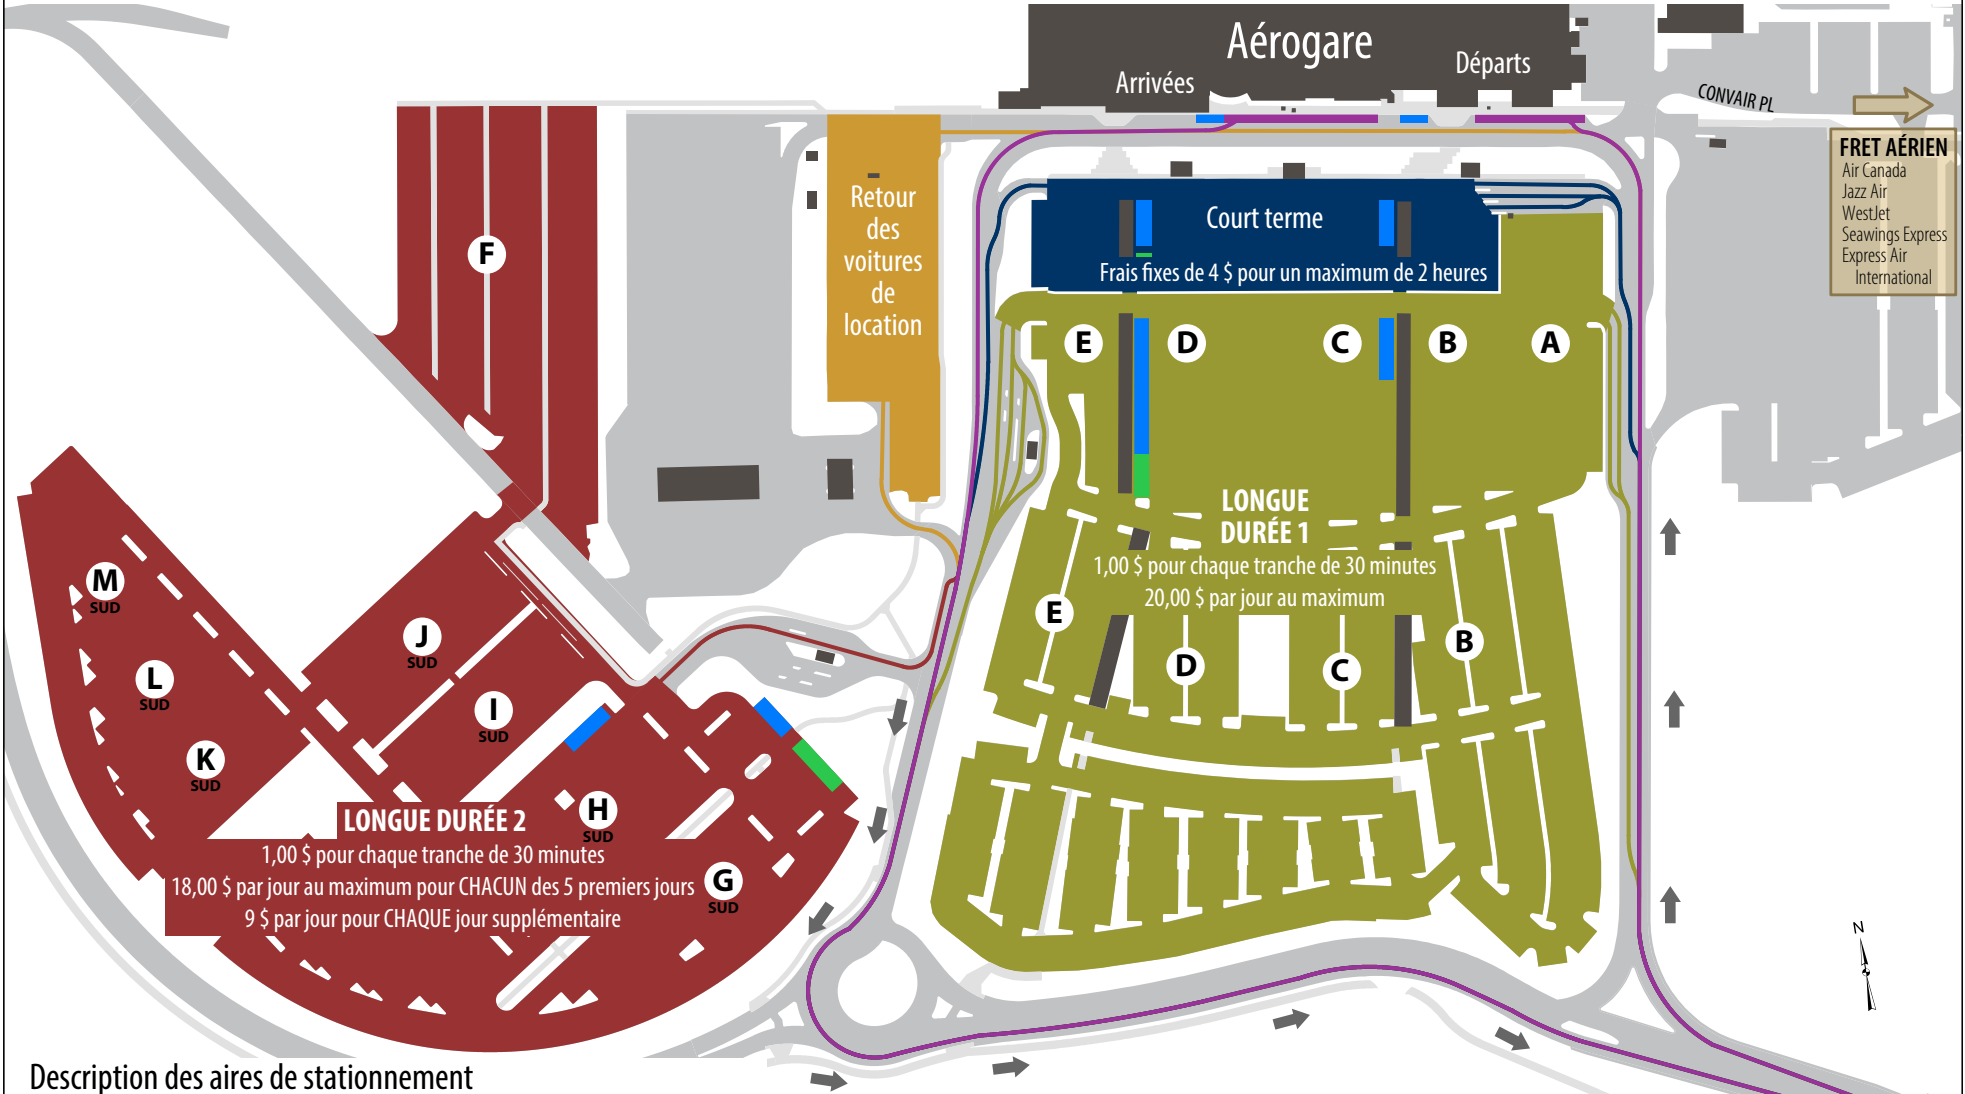 Aérogare
Arrivées
Départs
CONVAIR PL
FRET AÉRIEN
Air Canada
Jazz Air
WestJet
Seawings Express
Express Air
International
Retour
des
voitures
de
location
Court terme
Frais fixes de 4 $ pour un maximum de 2 heures
F
E
D
C
B
A
LONGUE
DURÉE 1
1,00 $ pour chaque tranche de 30 minutes
20,00 $ par jour au maximum
E
D
C
B
M
SUD
L
SUD
K
SUD
J
SUD
I
SUD
H
SUD
G
SUD
LONGUE DURÉE 2
1,00 $ pour chaque tranche de 30 minutes
18,00 $ par jour au maximum pour CHACUN des 5 premiers jours
9 $ par jour pour CHAQUE jour supplémentaire
N
Description des aires de stationnement